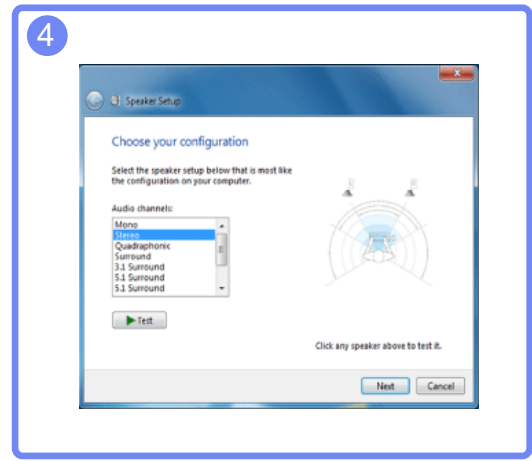 4
Speaker Setup
Choose your configuration
Select the speaker setup below that is most like
the configuration on your computer.
Audio channels:
Mono
Stereo
Quadraphonic
Surround
3.1 Surround
5.1 Surround
5.1 Surround
Test
Click any speaker above to test it.
Next Cancel